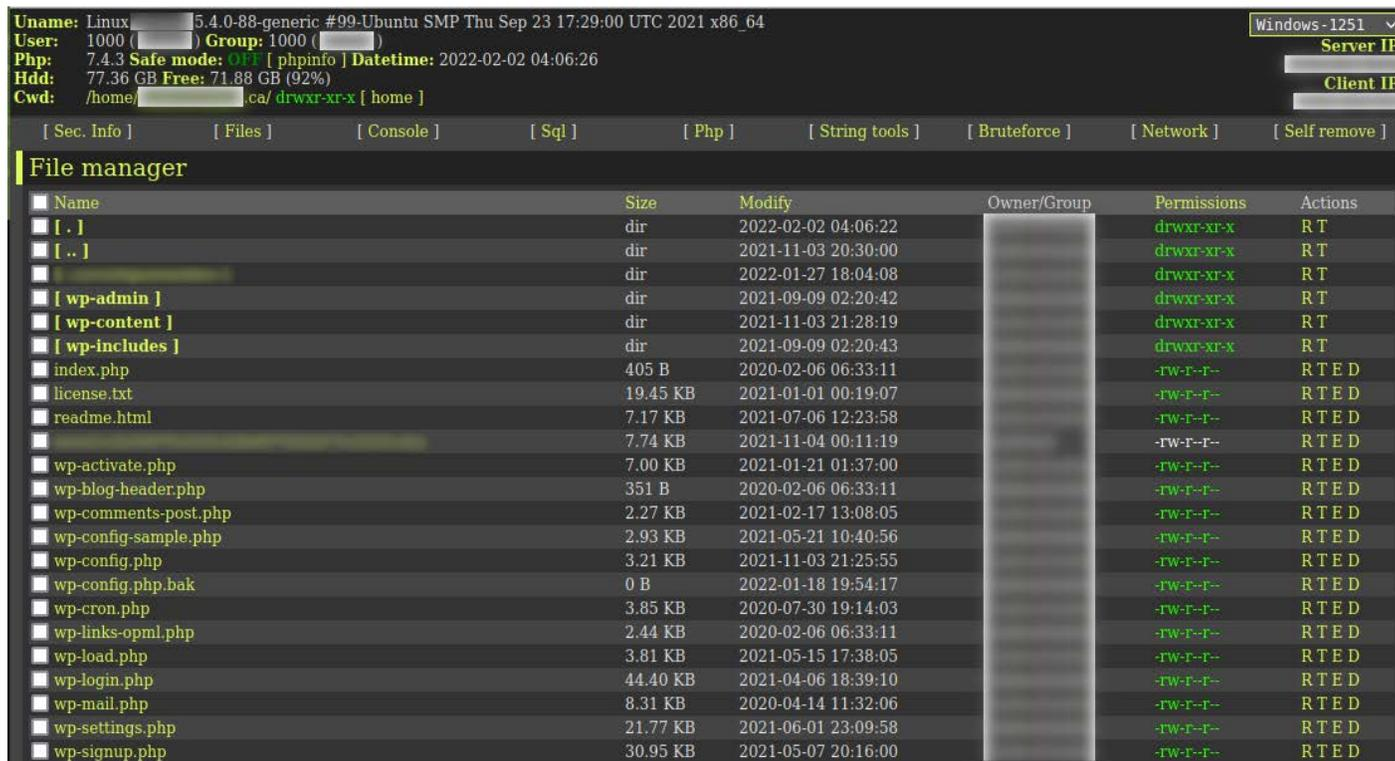 Uname: Linux 5.4.0-88-generic #99-Ubuntu SMP Thu Sep 23 17:29:00 UTC 2021 x86_64 Windows-1251
User: 1000 ( ) Group: 1000 ( ) Server IP
Php: 7.4.3 Safe mode: OFF [ phpinfo ] Datetime: 2022-02-02 04:06:26
Hdd: 77.36 GB Free: 71.88 GB (92%) Client IP
Cwd: /home/ .ca/ drwxr-xr-x [ home ]
[ Sec. Info ] [ Files ] [ Console ] [ Sql ] [ Php ] [ String tools ] [ Bruteforce ] [ Network ] [ Self remove ]
File manager
Name Size Modify Owner/Group Permissions Actions
[ . ] dir 2022-02-02 04:06:22 drwxr-xr-x R T
[ .. ] dir 2021-11-03 20:30:00 drwxr-xr-x R T
dir 2022-01-27 18:04:08 drwxr-xr-x R T
[ wp-admin ] dir 2021-09-09 02:20:42 drwxr-xr-x R T
[ wp-content ] dir 2021-11-03 21:28:19 drwxr-xr-x R T
[ wp-includes ] dir 2021-09-09 02:20:43 drwxr-xr-x R T
index.php 405 B 2020-02-06 06:33:11 -rw-r--r-- R T E D
license.txt 19.45 KB 2021-01-01 00:19:07 -rw-r--r-- R T E D
readme.html 7.17 KB 2021-07-06 12:23:58 -rw-r--r-- R T E D
7.74 KB 2021-11-04 00:11:19 -rw-r--r-- R T E D
wp-activate.php 7.00 KB 2021-01-21 01:37:00 -rw-r--r-- R T E D
wp-blog-header.php 351 B 2020-02-06 06:33:11 -rw-r--r-- R T E D
wp-comments-post.php 2.27 KB 2021-02-17 13:08:05 -rw-r--r-- R T E D
wp-config-sample.php 2.93 KB 2021-05-21 10:40:56 -rw-r--r-- R T E D
wp-config.php 3.21 KB 2021-11-03 21:25:55 -rw-r--r-- R T E D
wp-config.php.bak 0 B 2022-01-18 19:54:17 -rw-r--r-- R T E D
wp-cron.php 3.85 KB 2020-07-30 19:14:03 -rw-r--r-- R T E D
wp-links-opml.php 2.44 KB 2020-02-06 06:33:11 -rw-r--r-- R T E D
wp-load.php 3.81 KB 2021-05-15 17:38:05 -rw-r--r-- R T E D
wp-login.php 44.40 KB 2021-04-06 18:39:10 -rw-r--r-- R T E D
wp-mail.php 8.31 KB 2020-04-14 11:32:06 -rw-r--r-- R T E D
wp-settings.php 21.77 KB 2021-06-01 23:09:58 -rw-r--r-- R T E D
wp-signup.php 30.95 KB 2021-05-07 20:16:00 -rw-r--r-- R T E D